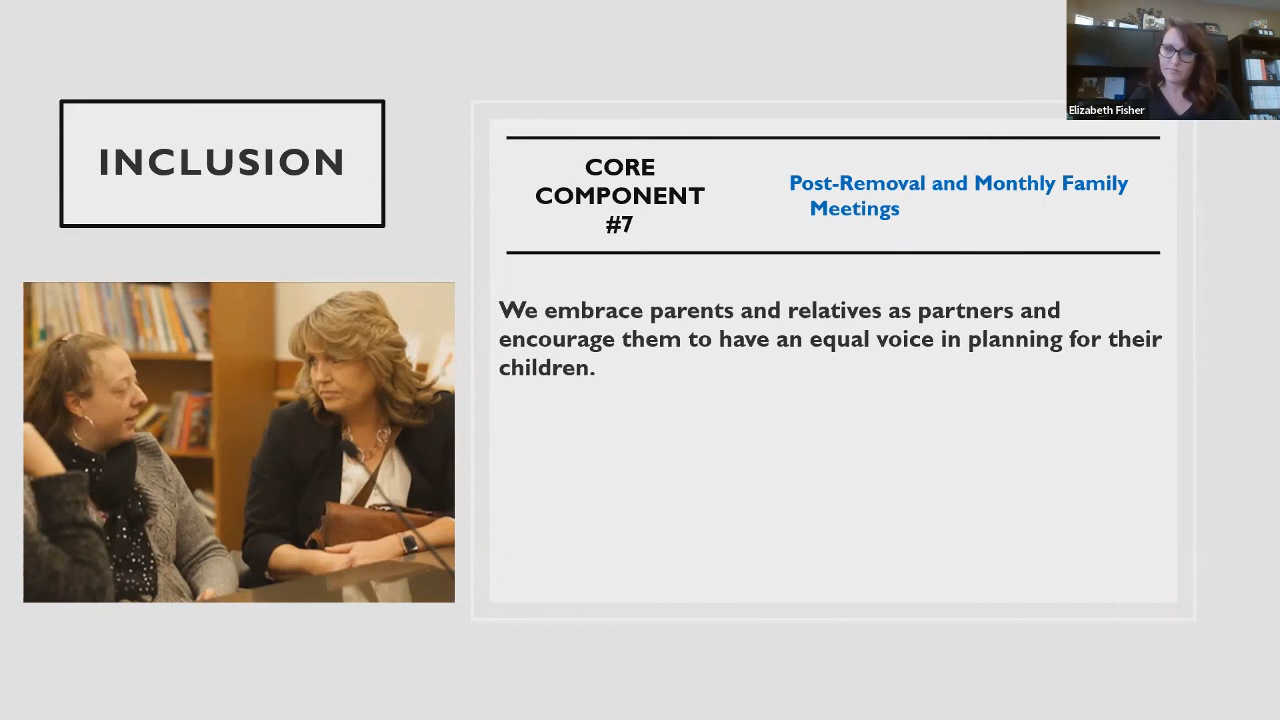 INCLUSION
CORE
COMPONENT
#7
Post-Removal and Monthly Family
Meetings
We embrace parents and relatives as partners and
encourage them to have an equal voice in planning for their
children.
Elizabeth Fisher